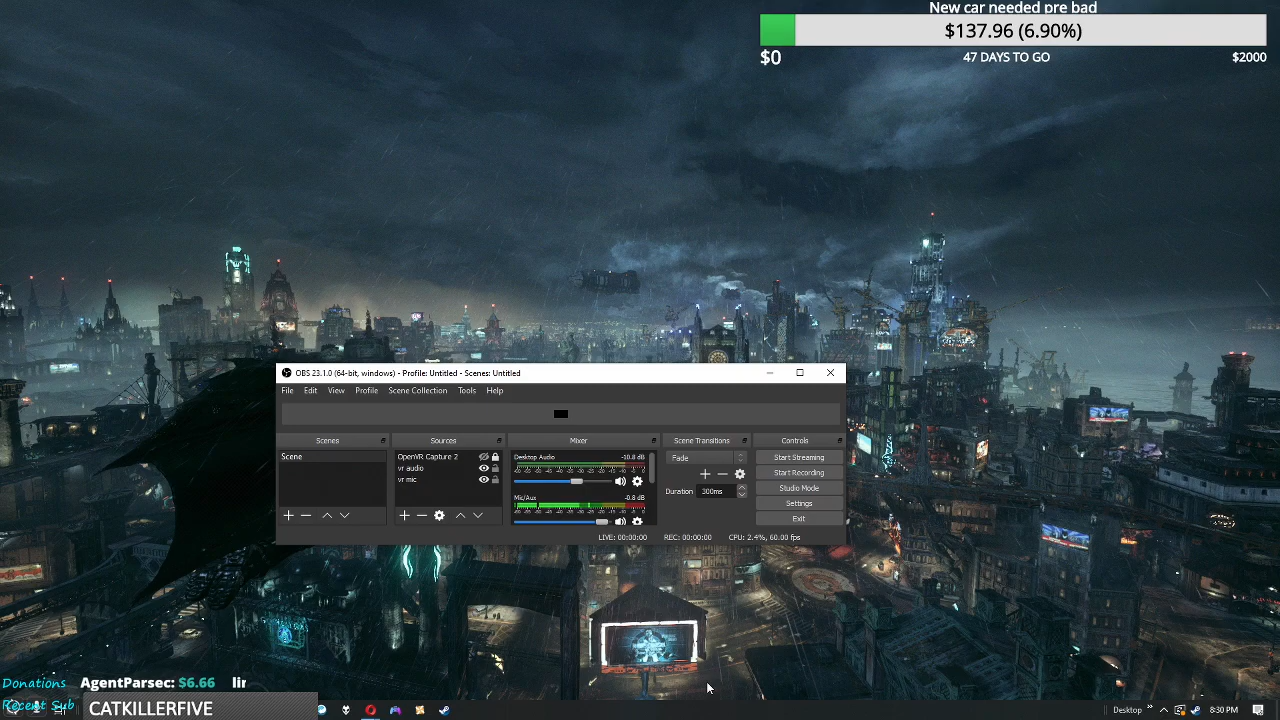 New car needed pre bad
$137.96 (6.90%)
$0
47 DAYS TO GO
$2000
OBS 23.1.0 (64-bit, windows) - Profile: Untitled - Scenes: Untitled
File Edit View Profile Scene Collection Tools Help
Scenes
Sources
Mixer
Scene Transitions
Controls
Scene
OpenVR Capture 2
vr audio
vr mic
Desktop Audio
-10.8 dB
Mic/Aux
-0.8 dB
Fade
Duration 300ms
Start Streaming
Start Recording
Studio Mode
Settings
Exit
LIVE: 00:00:00
REC: 00:00:00
CPU: 2.4%, 60.00 fps
Donations
AgentParsec: $6.66
Recent Sub
CATKILLERFIVE
Desktop
8:30 PM